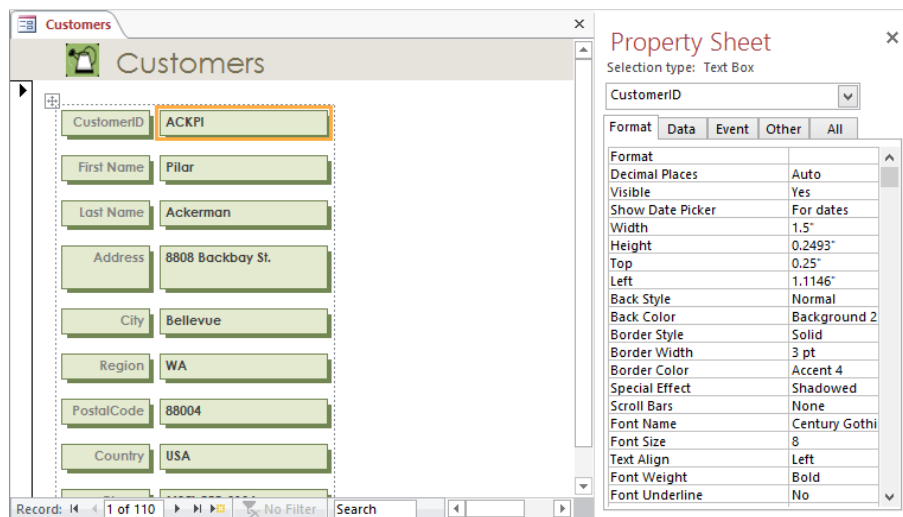 Customers
Customers
CustomerID ACKPI
First Name Pilar
Last Name Ackerman
Address 8808 Backbay St.
City Bellevue
Region WA
PostalCode 88004
Country USA
Record: 1 of 110 No Filter Search
Property Sheet
Selection type: Text Box
CustomerID
Format Data Event Other All
Format
Decimal Places Auto
Visible Yes
Show Date Picker For dates
Width 1.5"
Height 0.2493"
Top 0.25"
Left 1.1146"
Back Style Normal
Back Color Background 2
Border Style Solid
Border Width 3 pt
Border Color Accent 4
Special Effect Shadowed
Scroll Bars None
Font Name Century Gothi
Font Size 8
Text Align Left
Font Weight Bold
Font Underline No